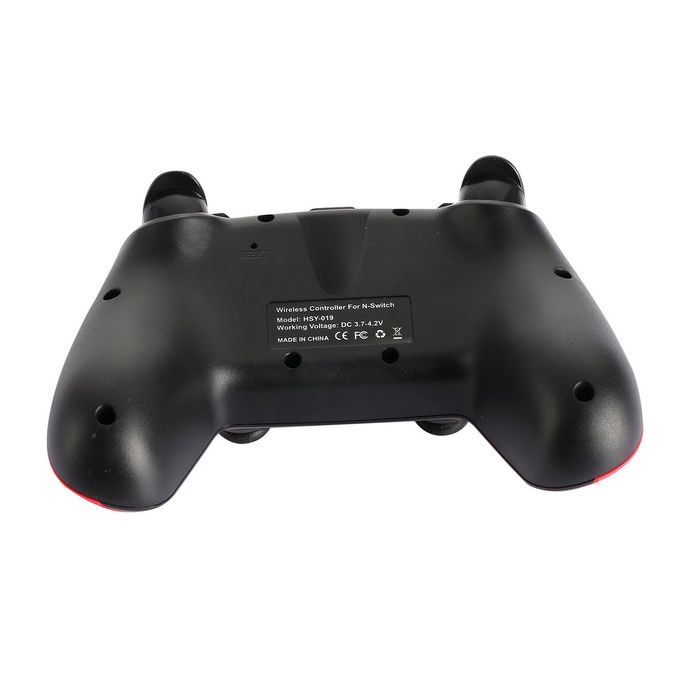 RESET
Wireless Controller For N-Switch
Model: HSY-019
Working Voltage: DC 3.7-4.2V
MADE IN CHINA CE FC